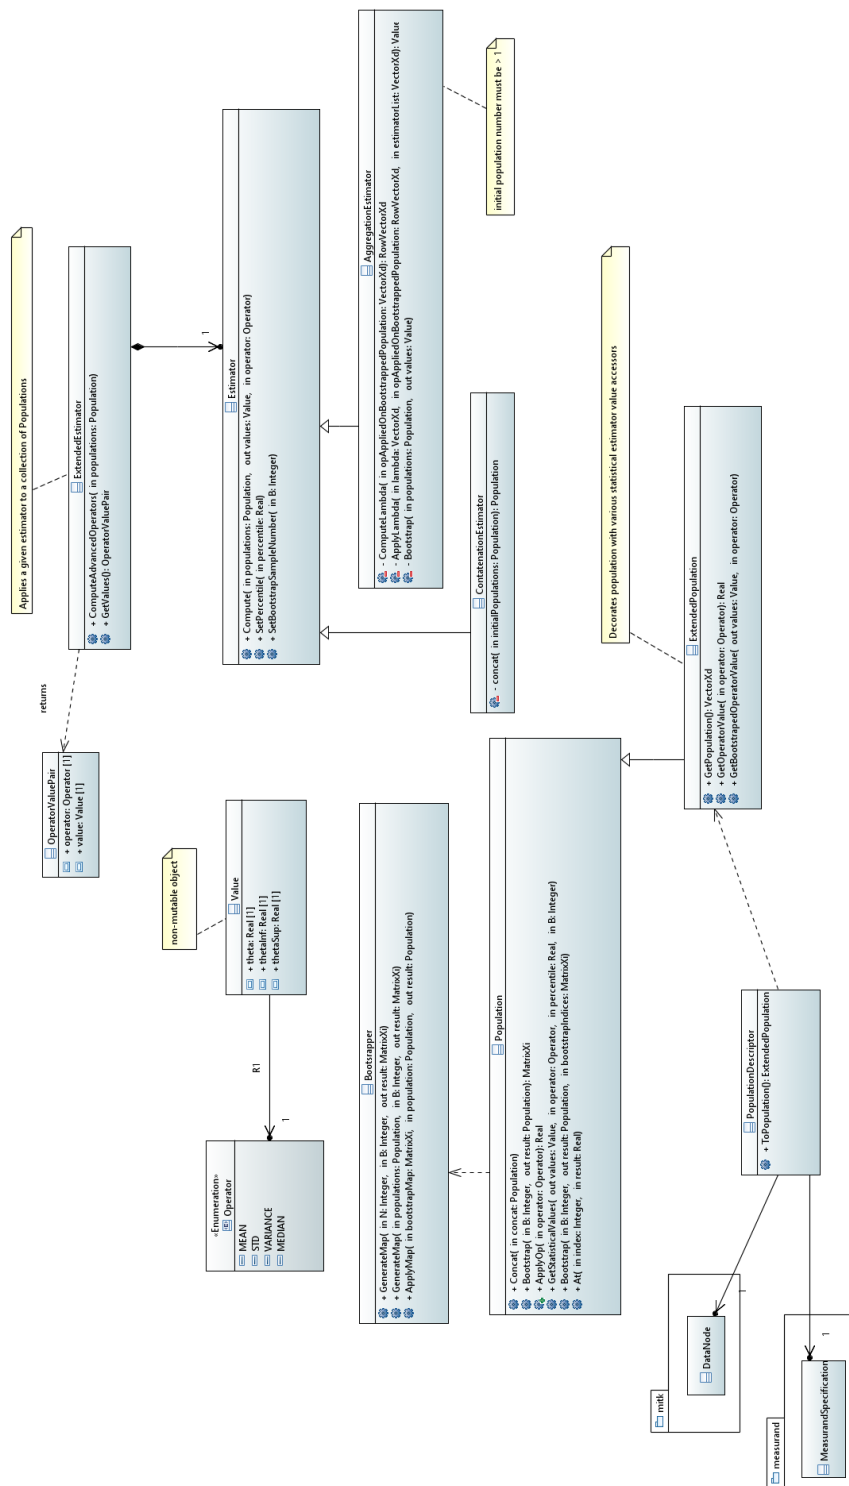 Applies a given estimator to a collection of Populations
ExtendedEstimator
+ ComputeAdvancedOperators( in populations: Population)
+ GetValues(): OperatorValuePair
returns
OperatorValuePair
+ operator: Operator [1]
+ value: Value [1]
1
Estimator
+ Compute( in populations: Population, out values: Value, in operator: Operator)
+ SetPercentile( in percentile: Real)
+ SetBootstrapSampleNumber( in B: Integer)
non-mutable object
Value
+ theta: Real [1]
+ thetaInf: Real [1]
+ thetaSup: Real [1]
R1
1
«Enumeration»
Operator
MEAN
STD
VARIANCE
MEDIAN
AggregationEstimator
- ComputeLambda( in opAppliedOnBootstrappedPopulation: VectorXd): RowVectorXd
- ApplyLambda( in lambda: VectorXd, in opAppliedOnBootstrappedPopulation: RowVectorXd, in estimatorList: VectorXd): Value
- Bootstrap( in populations: Population, out values: Value)
initial population number must be > 1
ContatenationEstimator
- concat( in initialPopulations: Population): Population
Bootsrapper
+ GenerateMap( in N: Integer, in B: Integer, out result: MatrixXi)
+ GenerateMap( in populations: Population, in B: Integer, out result: MatrixXi)
+ ApplyMap( in bootstrapMap: MatrixXi, in population: Population, out result: Population)
Population
+ Concat( in concat: Population)
+ Bootstrap( in B: Integer, out result: Population): MatrixXi
+ ApplyOp( in operator: Operator): Real
+ GetStatisticalValues( out values: Value, in operator: Operator, in percentile: Real, in B: Integer)
+ Bootstrap( in B: Integer, out result: Population, in bootstrapIndices: MatrixXi)
+ At( in index: Integer, in result: Real)
Decorates population with various statistical estimator value accessors
ExtendedPopulation
+ GetPopulation(): VectorXd
+ GetOperatorValue( in operator: Operator): Real
+ GetBootstrapedOperatorValue( out values: Value, in operator: Operator)
PopulationDescriptor
+ ToPopulation(): ExtendedPopulation
mitk
DataNode
1
measurand
MeasurandSpecification
1